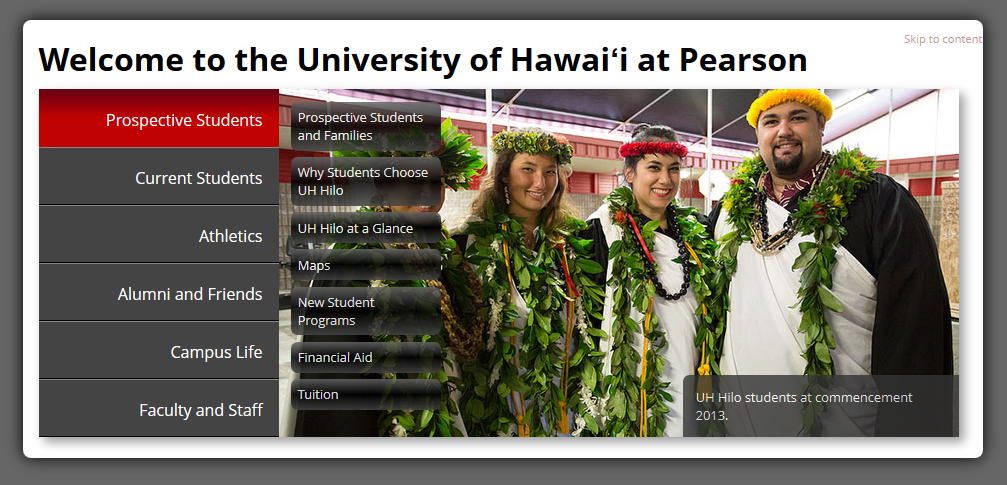 Skip to content
Welcome to the University of Hawaiʻi at Pearson
Prospective Students
Current Students
Athletics
Alumni and Friends
Campus Life
Faculty and Staff
Prospective Students
and Families
Why Students Choose
UH Hilo
UH Hilo at a Glance
Maps
New Student
Programs
Financial Aid
Tuition
UH Hilo students at commencement
2013.